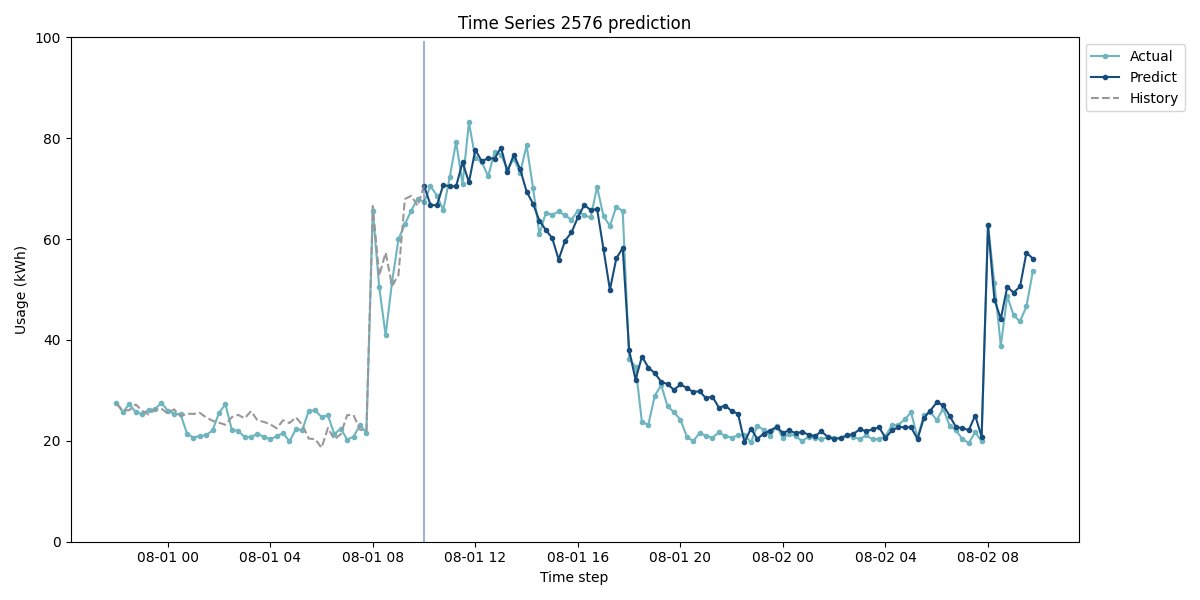 Time Series 2576 prediction
Actual
Predict
History
Usage (kWh)
100
80
60
40
20
0
08-01 00
08-01 04
08-01 08
08-01 12
08-01 16
08-01 20
08-02 00
08-02 04
08-02 08
Time step